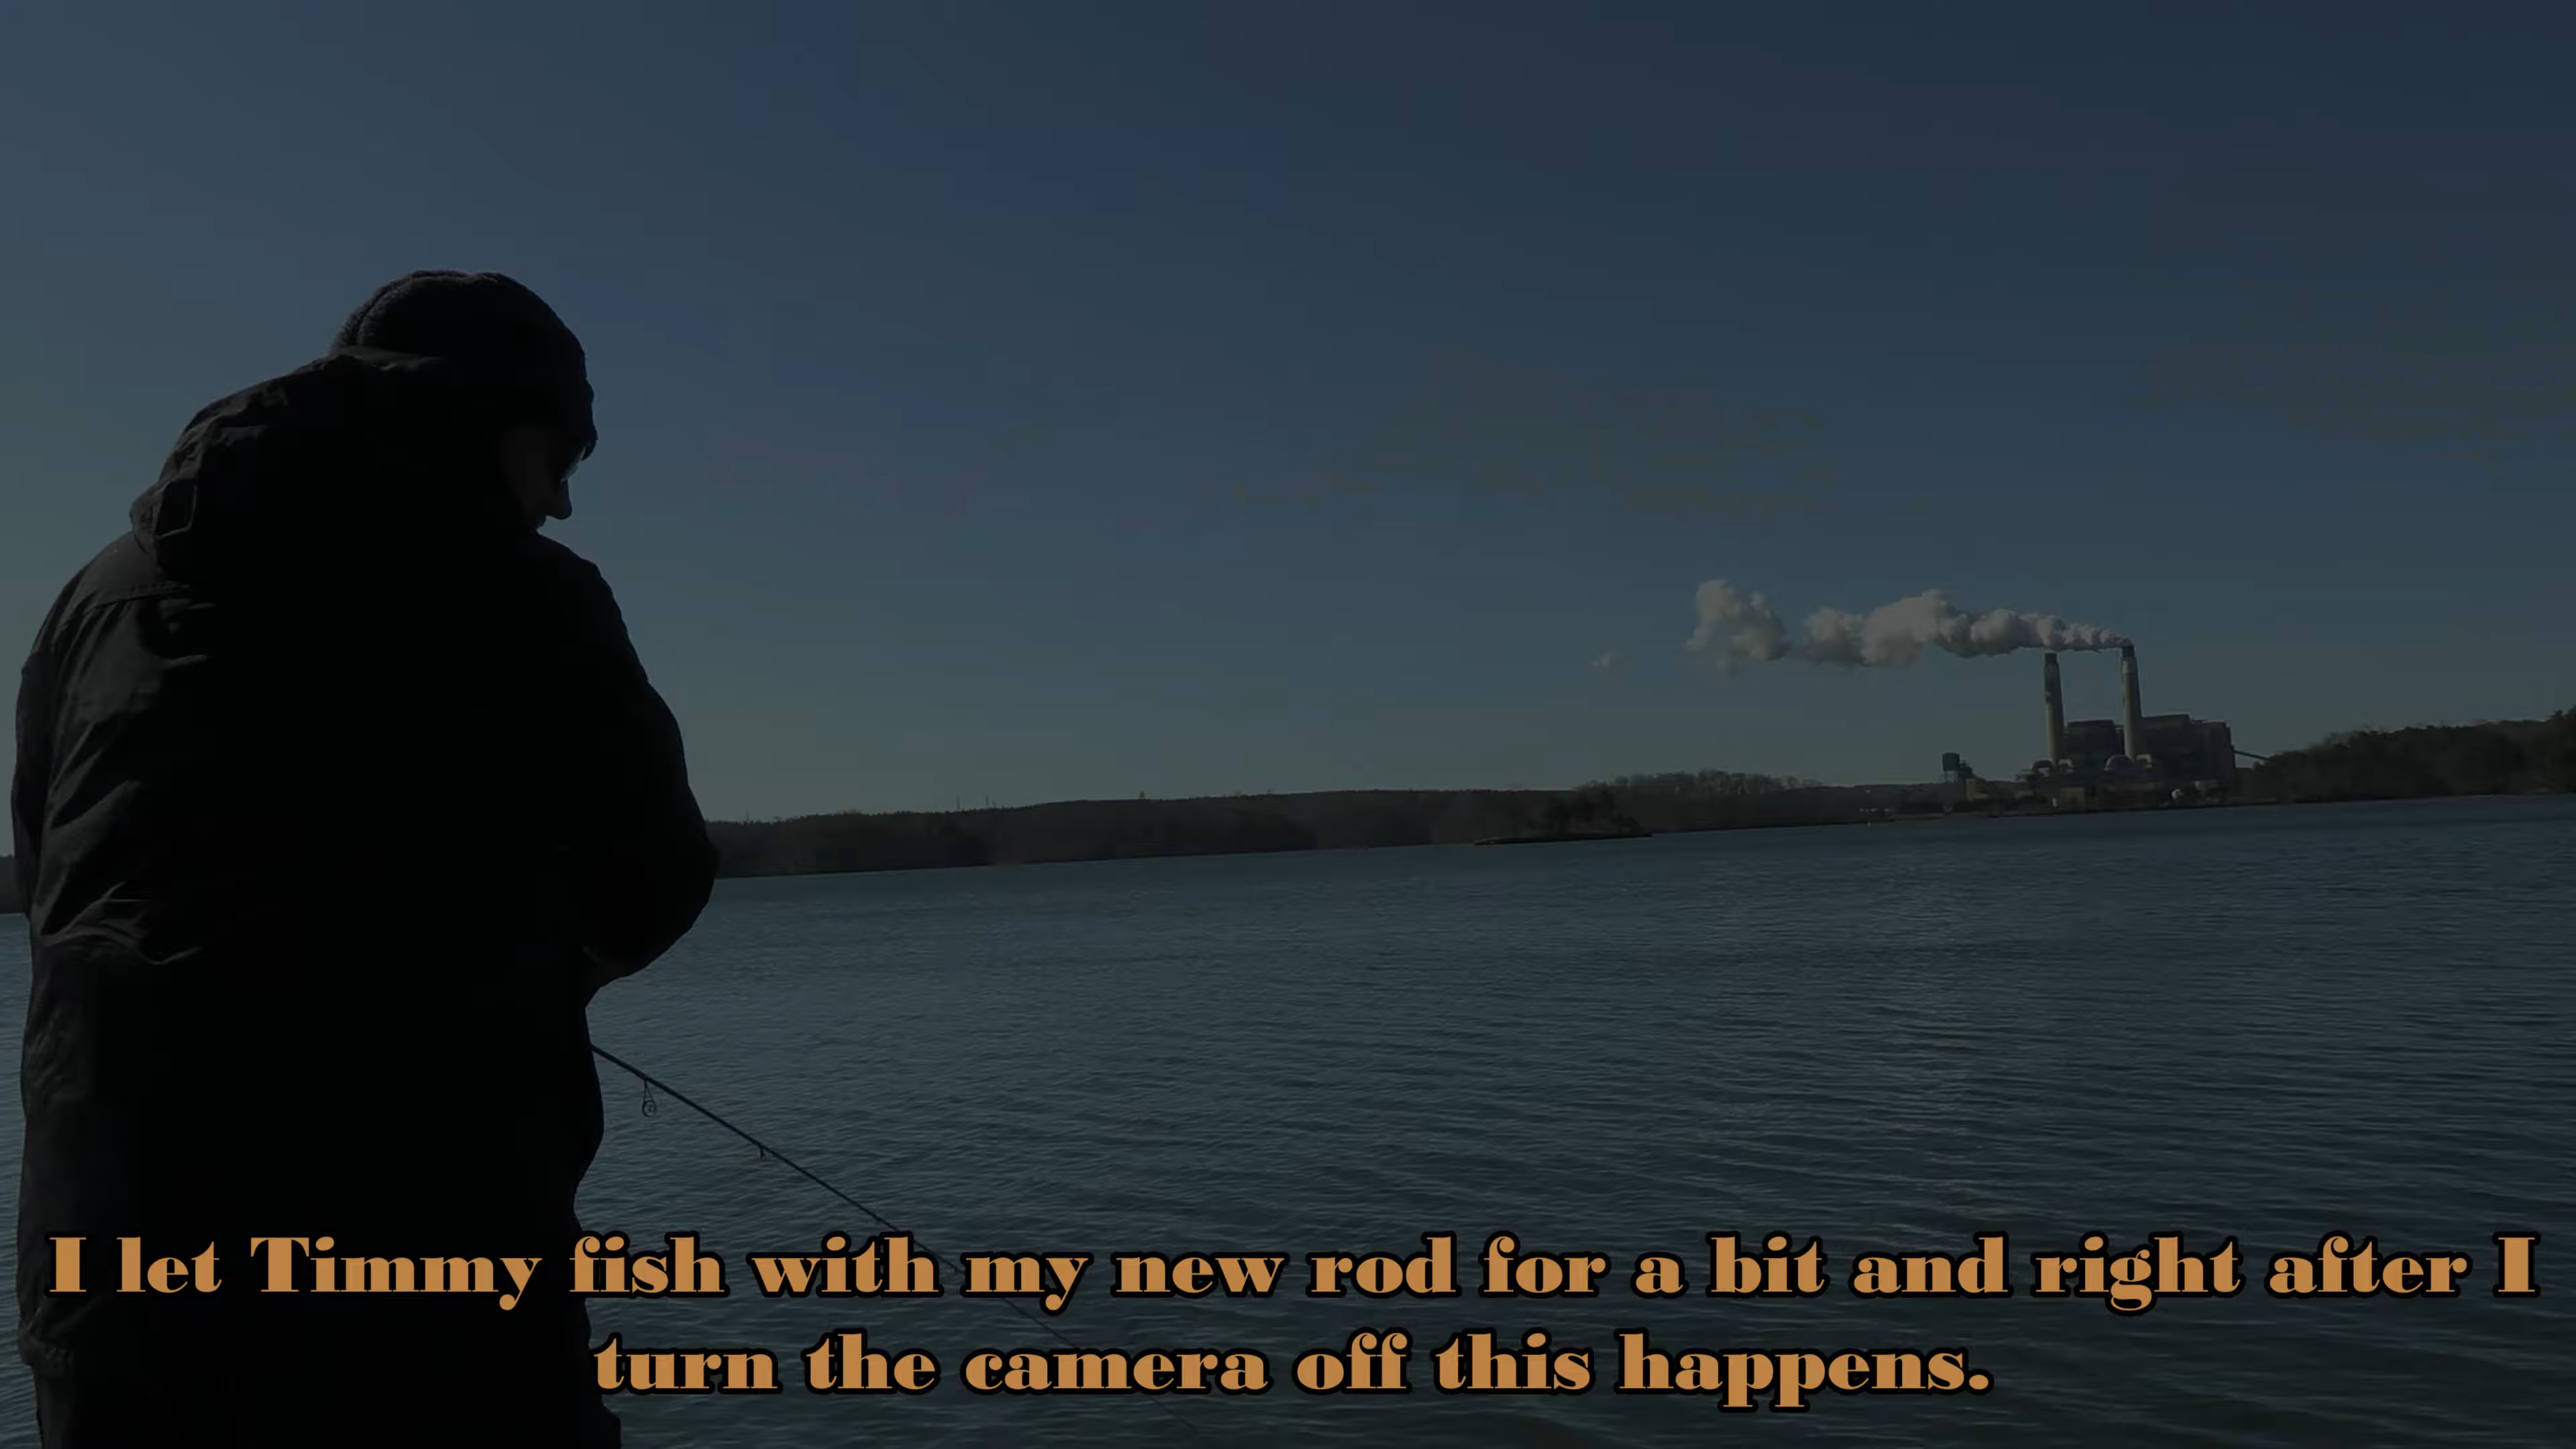 I let Timmy fish with my new rod for a bit and right after I
turn the camera off this happens.